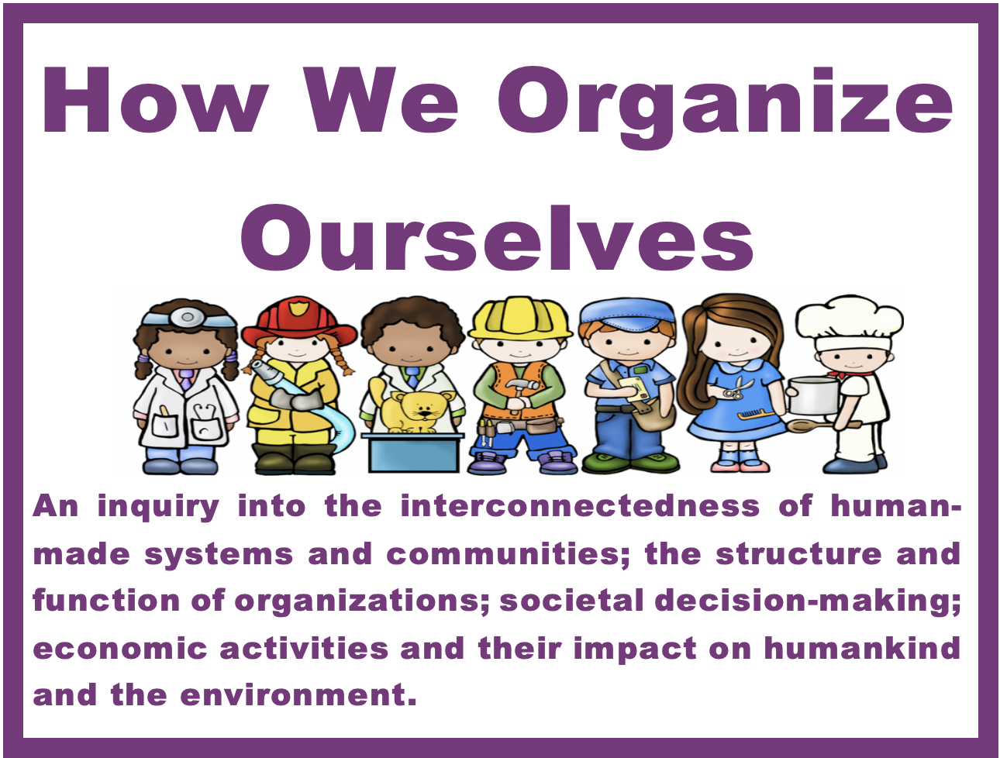 How We Organize
Ourselves
An inquiry into the interconnectedness of human-
made systems and communities; the structure and
function of organizations; societal decision-making;
economic activities and their impact on humankind
and the environment.